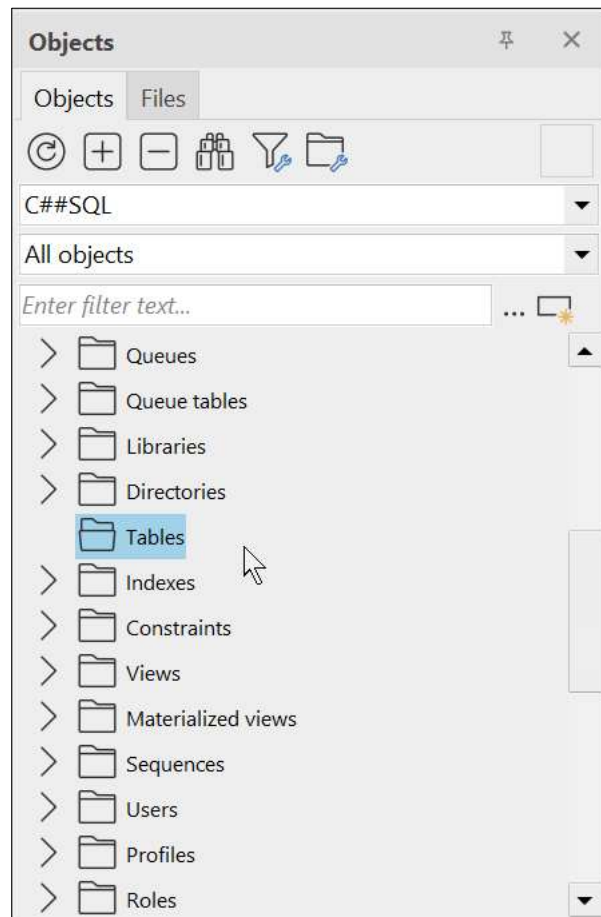 Objects
Objects Files
C##SQL
All objects
Enter filter text... ...
Queues
Queue tables
Libraries
Directories
Tables
Indexes
Constraints
Views
Materialized views
Sequences
Users
Profiles
Roles